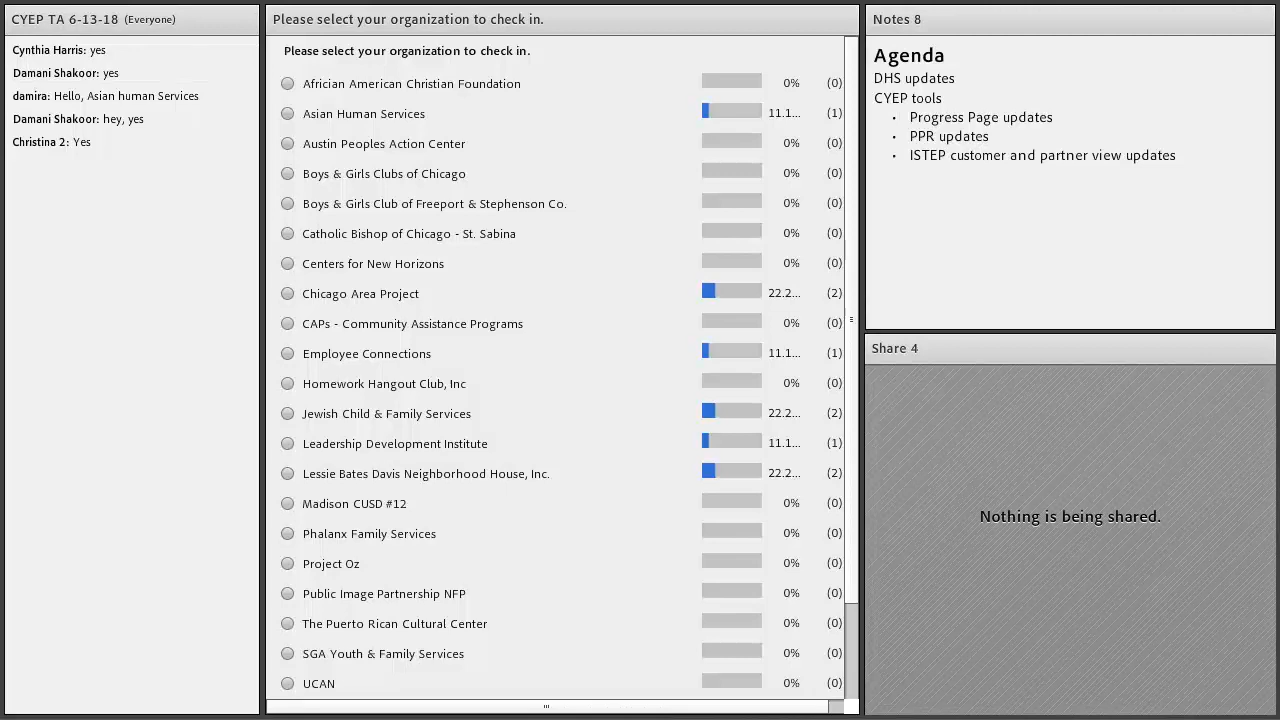 CYEP TA 6-13-18 (Everyone)
Cynthia Harris: yes
Damani Shakoor: yes
damira: Hello, Asian human Services
Damani Shakoor: hey, yes
Christina 2: Yes
Please select your organization to check in.
Please select your organization to check in.
African American Christian Foundation 0% (0)
Asian Human Services 11.1... (1)
Austin Peoples Action Center 0% (0)
Boys & Girls Clubs of Chicago 0% (0)
Boys & Girls Club of Freeport & Stephenson Co. 0% (0)
Catholic Bishop of Chicago - St. Sabina 0% (0)
Centers for New Horizons 0% (0)
Chicago Area Project 22.2... (2)
CAPs - Community Assistance Programs 0% (0)
Employee Connections 11.1... (1)
Homework Hangout Club, Inc 0% (0)
Jewish Child & Family Services 22.2... (2)
Leadership Development Institute 11.1... (1)
Lessie Bates Davis Neighborhood House, Inc. 22.2... (2)
Madison CUSD #12 0% (0)
Phalanx Family Services 0% (0)
Project Oz 0% (0)
Public Image Partnership NFP 0% (0)
The Puerto Rican Cultural Center 0% (0)
SGA Youth & Family Services 0% (0)
UCAN 0% (0)
Notes 8
Agenda
DHS updates
CYEP tools
• Progress Page updates
• PPR updates
• ISTEP customer and partner view updates
Share 4
Nothing is being shared.